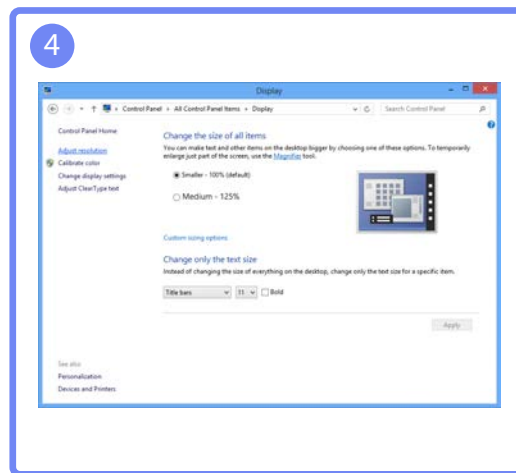 4
Display
Control Panel › All Control Panel Items › Display
Search Control Panel
Control Panel Home
Adjust resolution
Calibrate color
Change display settings
Adjust ClearType text
Change the size of all items
You can make text and other items on the desktop bigger by choosing one of these options. To temporarily
enlarge just part of the screen, use the Magnifier tool.
Smaller - 100% (default)
Medium - 125%
Custom sizing options
Change only the text size
Instead of changing the size of everything on the desktop, change only the text size for a specific item.
Title bars 11 Bold
Apply
See also
Personalization
Devices and Printers